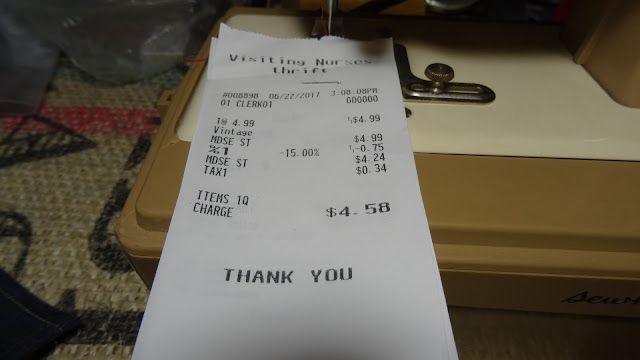 Visiting Nurses
thrift
#008898 06/22/2017 3:08:08PM
01 CLERK01 000000
1@ 4.99 T1$4.99
Vintage
MDSE ST $4.99
%1 -15.00% T1-0.75
MDSE ST $4.24
TAX1 $0.34
ITEMS 1Q
CHARGE $4.58
THANK YOU